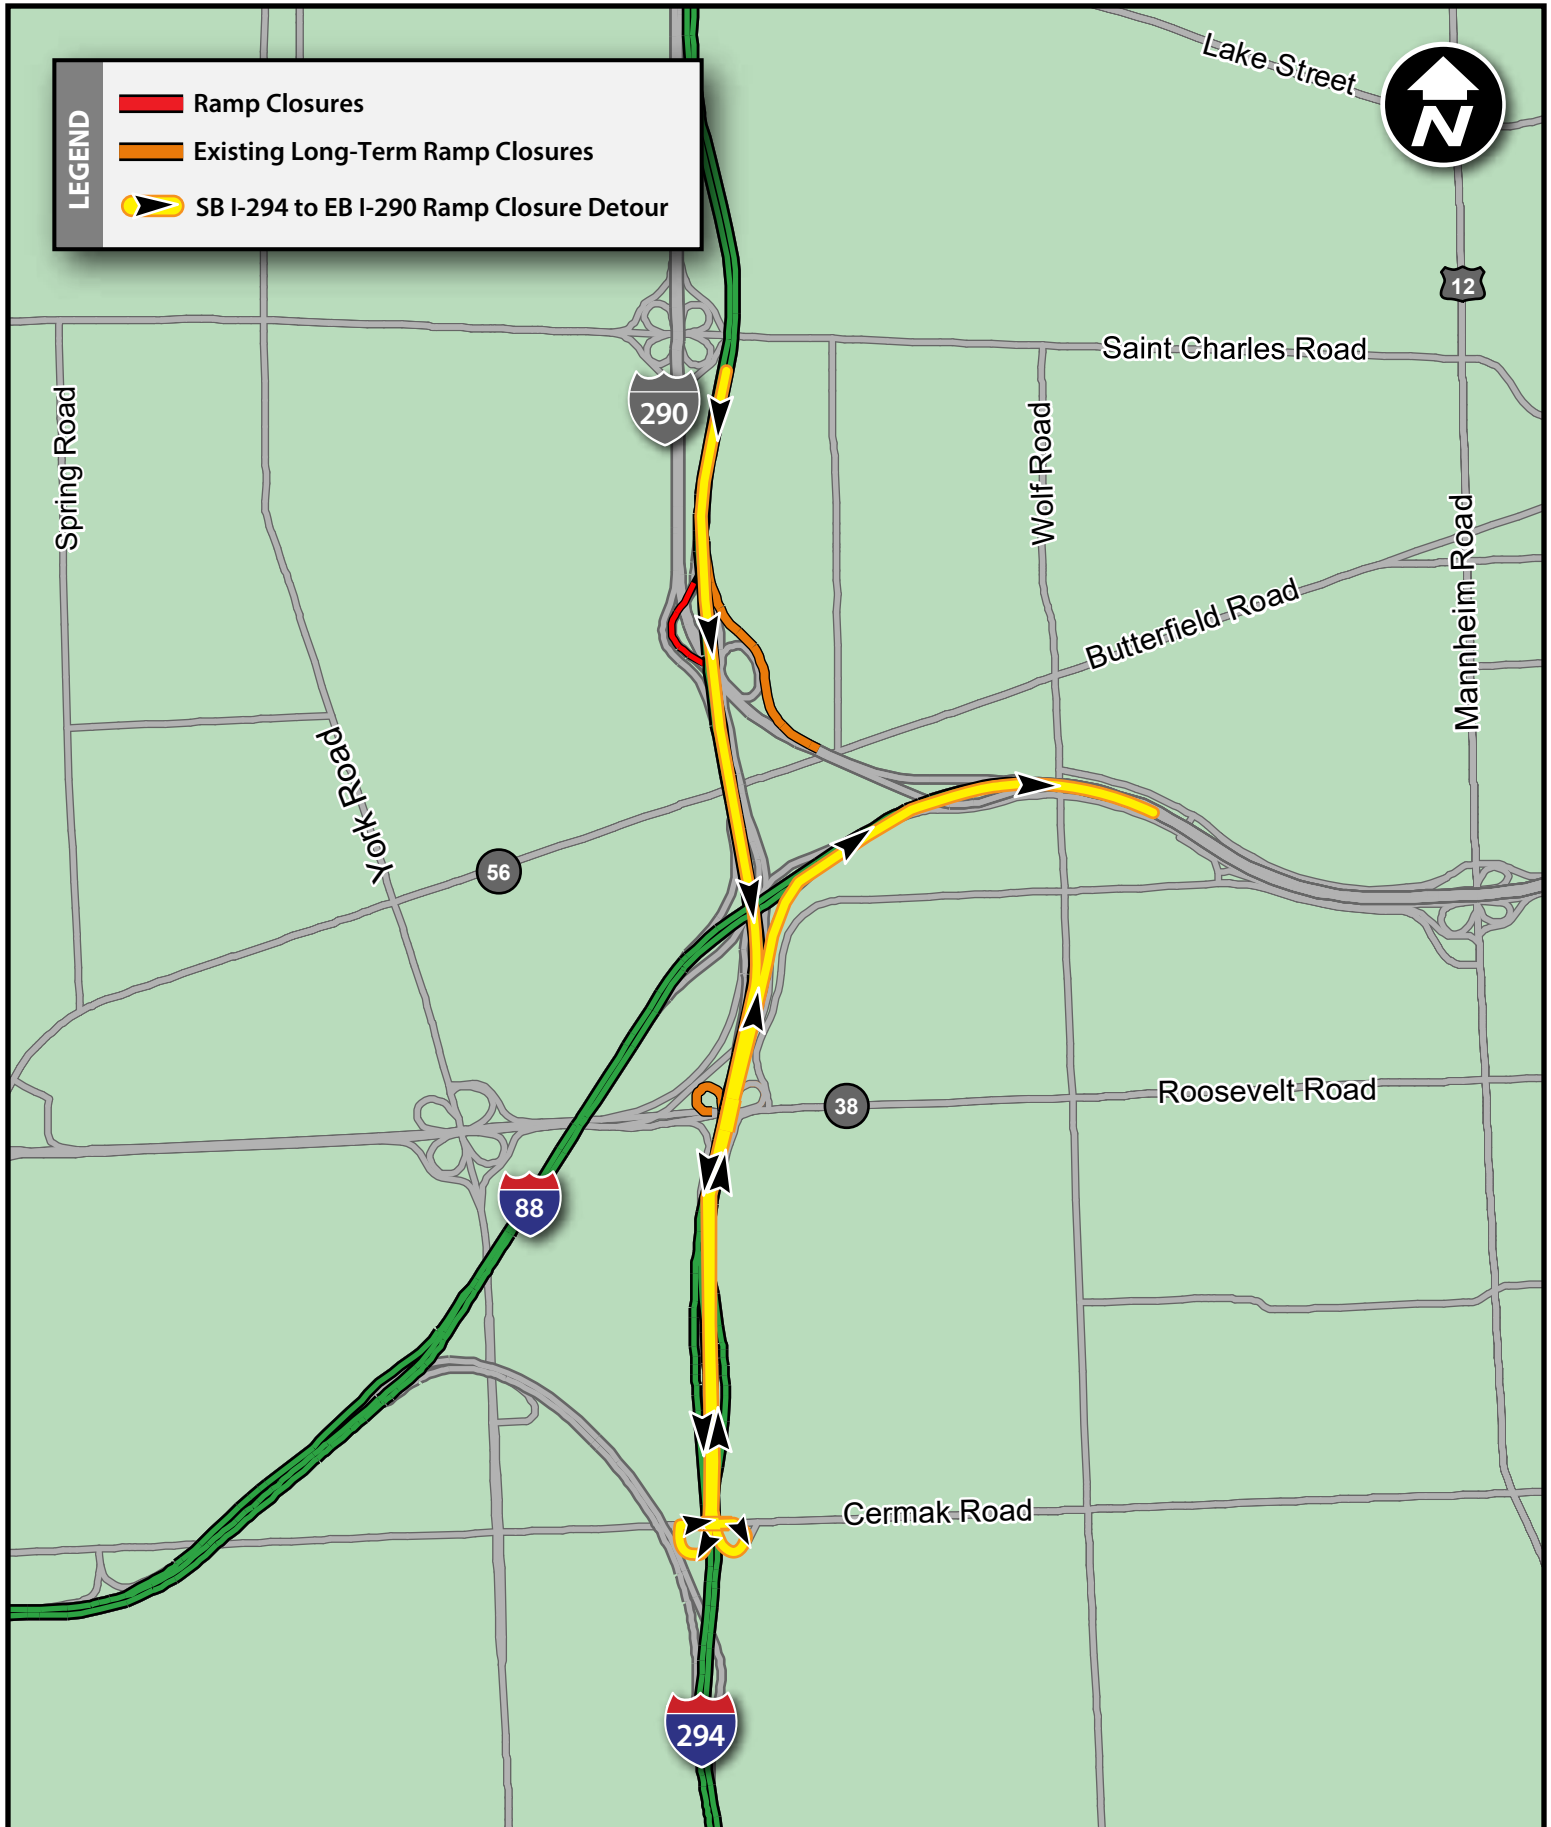 Lake Street
N
LEGEND
Ramp Closures
Existing Long-Term Ramp Closures
SB I-294 to EB I-290 Ramp Closure Detour
12
Saint Charles Road
290
Spring Road
Wolf Road
Mannheim Road
Butterfield Road
York Road
56
38
Roosevelt Road
88
Cermak Road
294